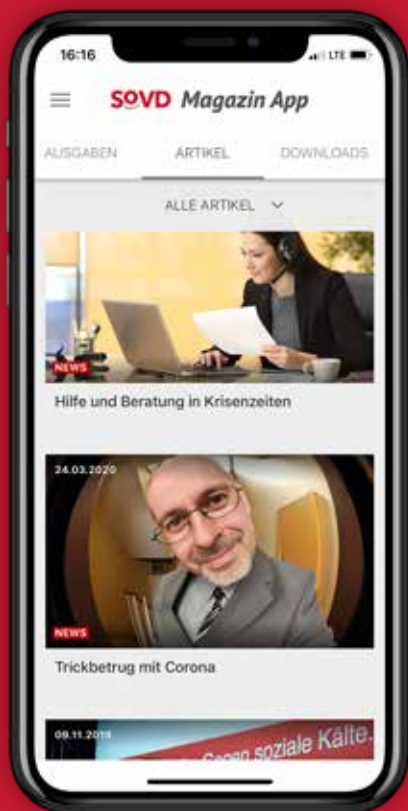 16:16
LTE
SOVD Magazin App
AUSGABEN ARTIKEL DOWNLOADS
ALLE ARTIKEL
NEWS
Hilfe und Beratung in Krisenzeiten
24.03.2020
NEWS
Trickbetrug mit Corona
09.11.2019
Gegen soziale Kälte.